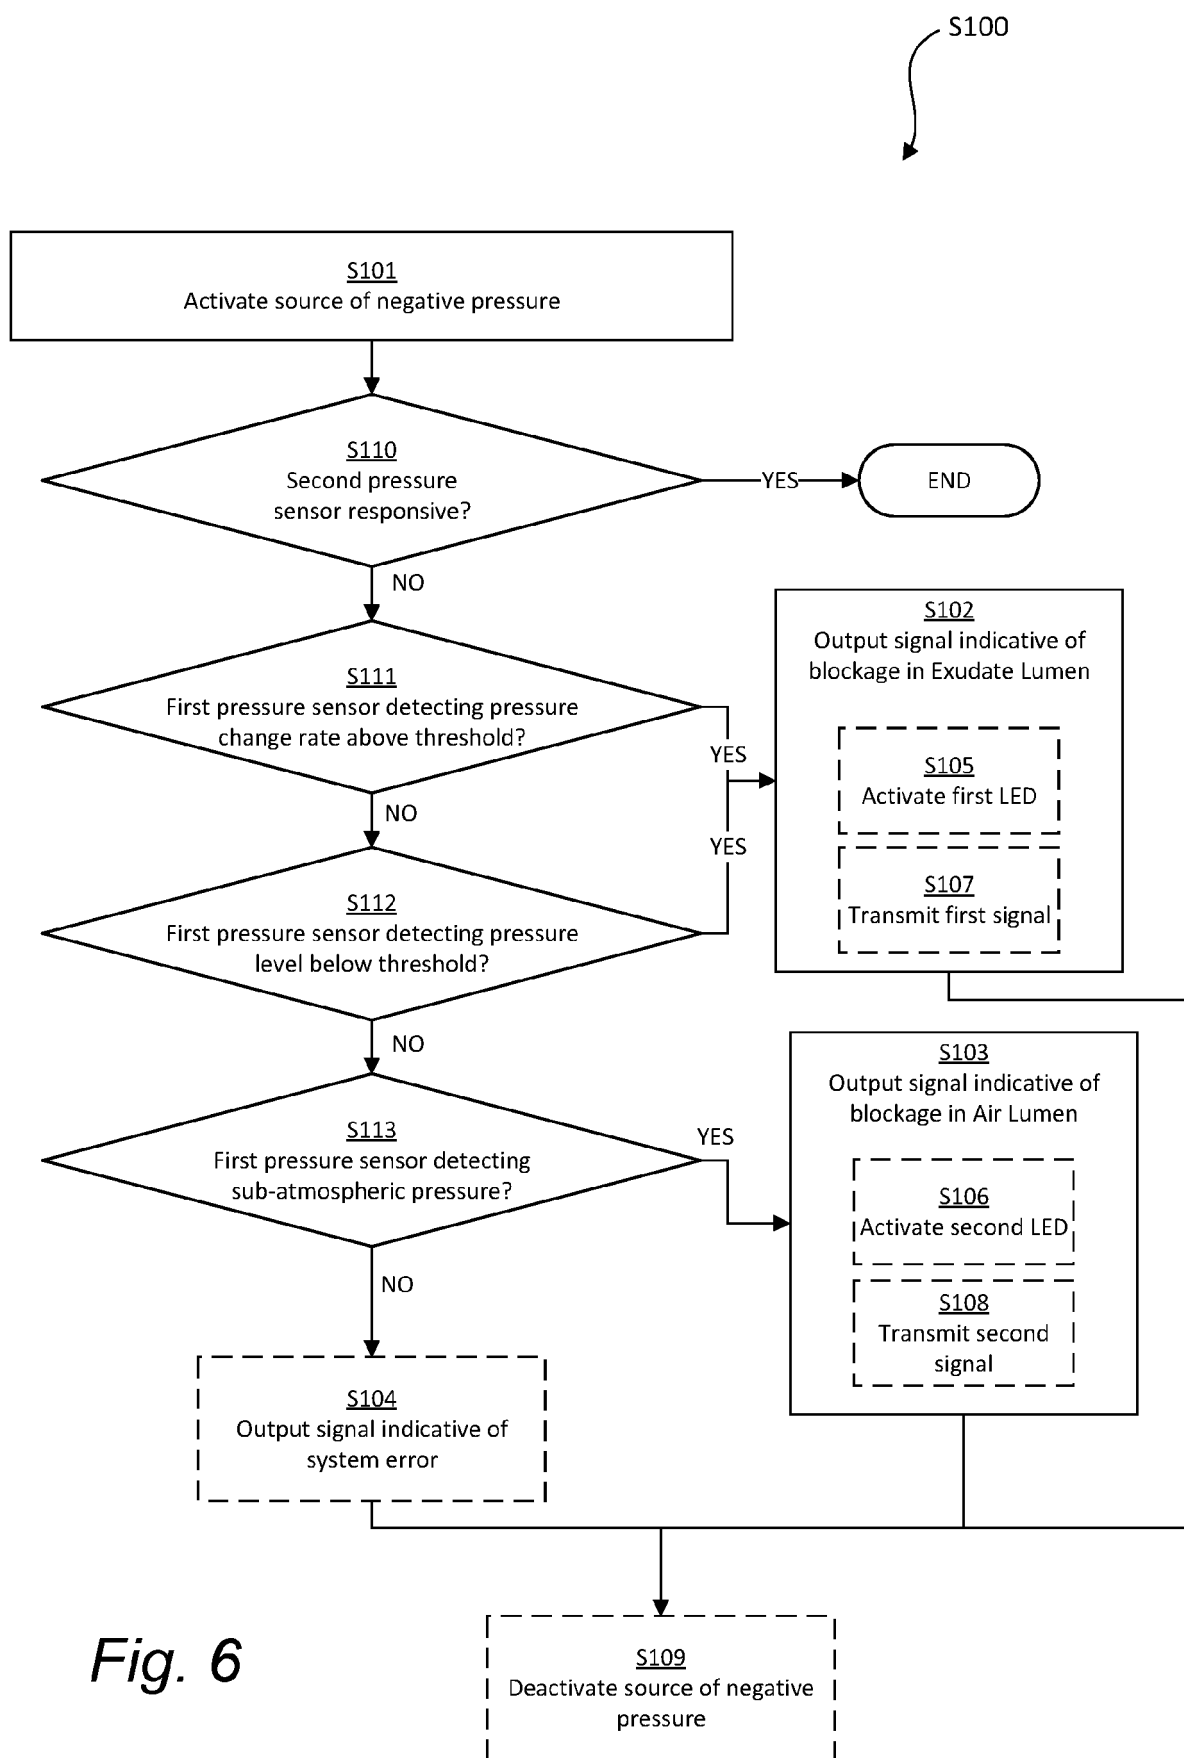 S100
S101
Activate source of negative pressure
S110
Second pressure
sensor responsive?
YES
END
NO
S111
First pressure sensor detecting pressure
change rate above threshold?
YES
NO
S102
Output signal indicative of
blockage in Exudate Lumen
S105
Activate first LED
S107
Transmit first signal
YES
S112
First pressure sensor detecting pressure
level below threshold?
NO
S113
First pressure sensor detecting
sub-atmospheric pressure?
YES
NO
S103
Output signal indicative of
blockage in Air Lumen
S106
Activate second LED
S108
Transmit second
signal
S104
Output signal indicative of
system error
S109
Deactivate source of negative
pressure
Fig. 6